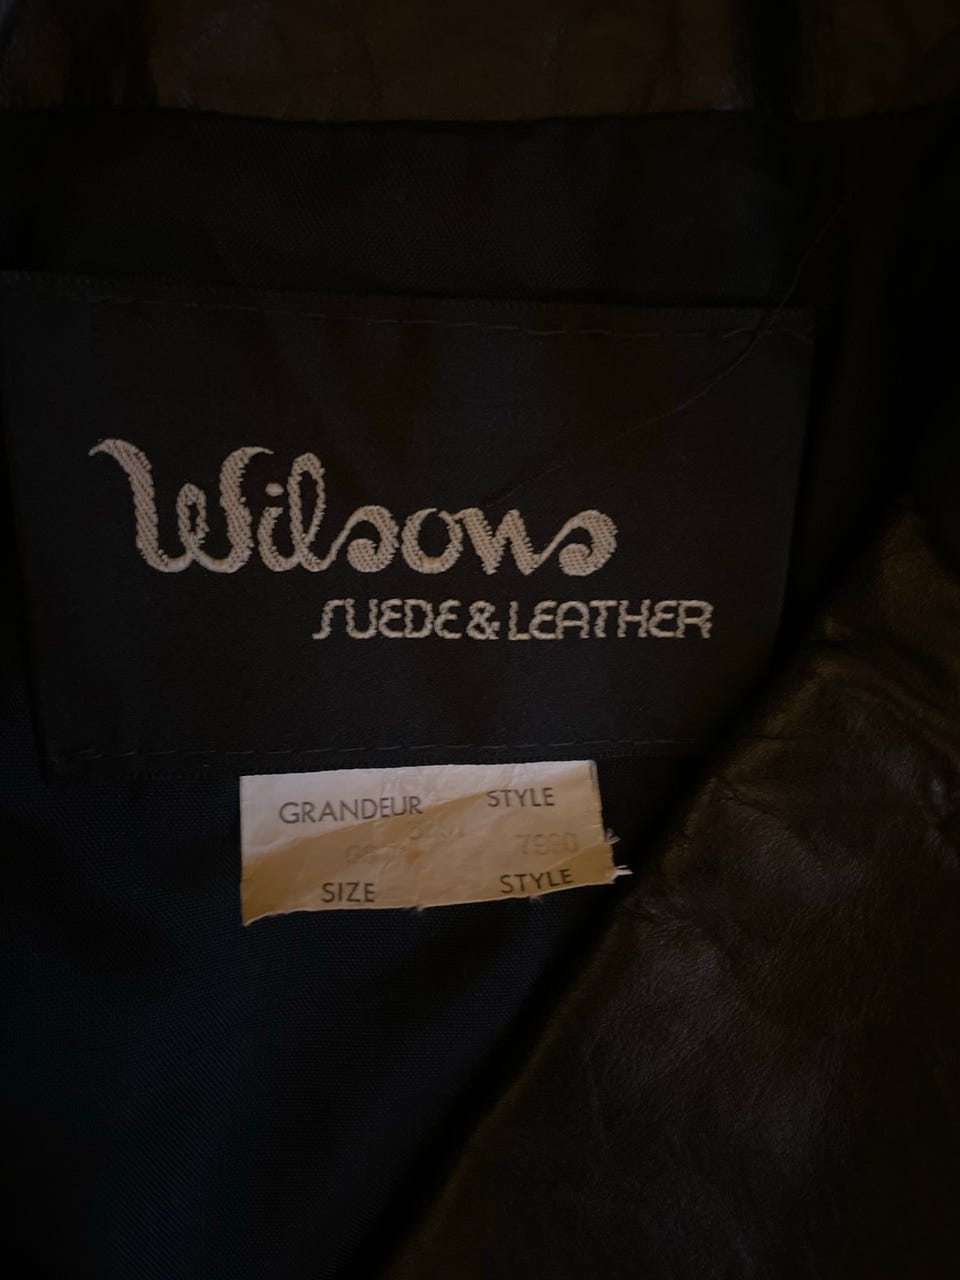 Wilsons
SUEDE & LEATHER
GRANDEUR STYLE
SIZE STYLE